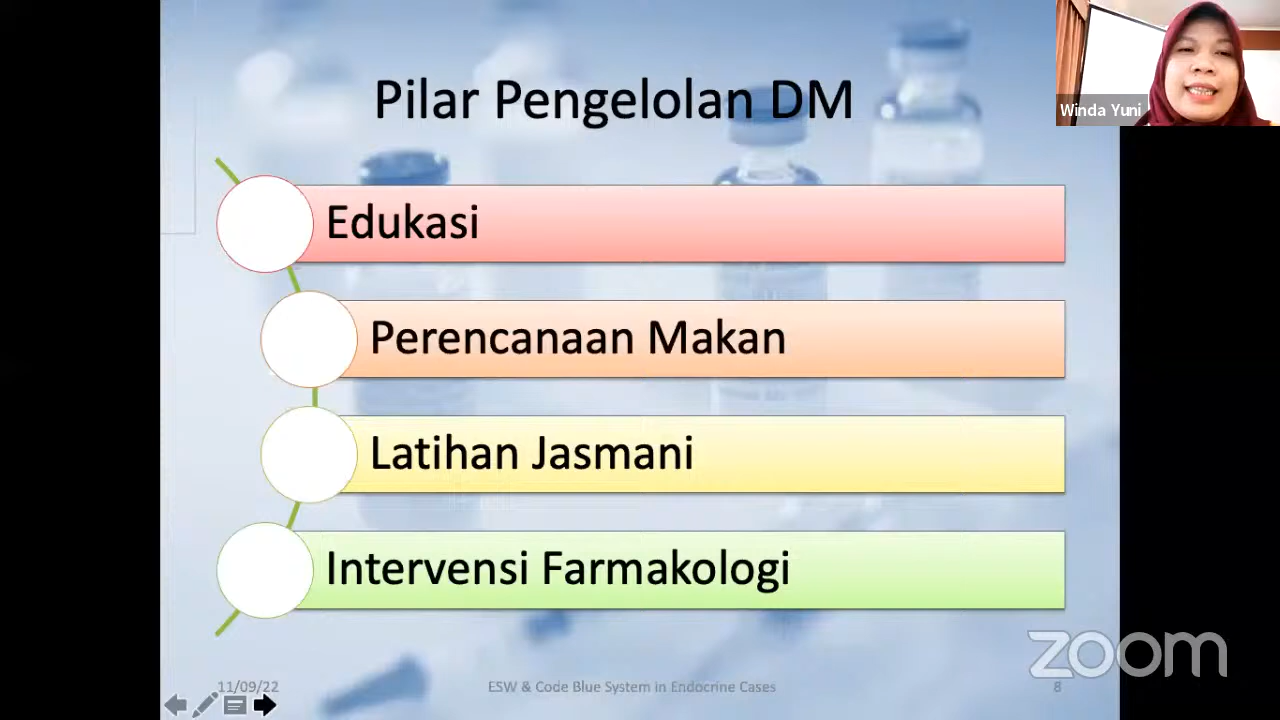 Pilar Pengelolan DM
Winda Yuni
Edukasi
Perencanaan Makan
Latihan Jasmani
Intervensi Farmakologi
zoom
11/09/22
ESW & Code Blue System in Endocrine Cases
8